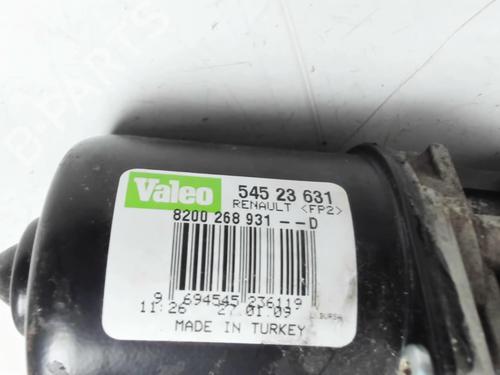 B-PARTS
Valeo
545 23 631
RENAULT <FP2>
8200 268 931 -- D
9 694545 236119
11:26 27.01.09
MADE IN TURKEY